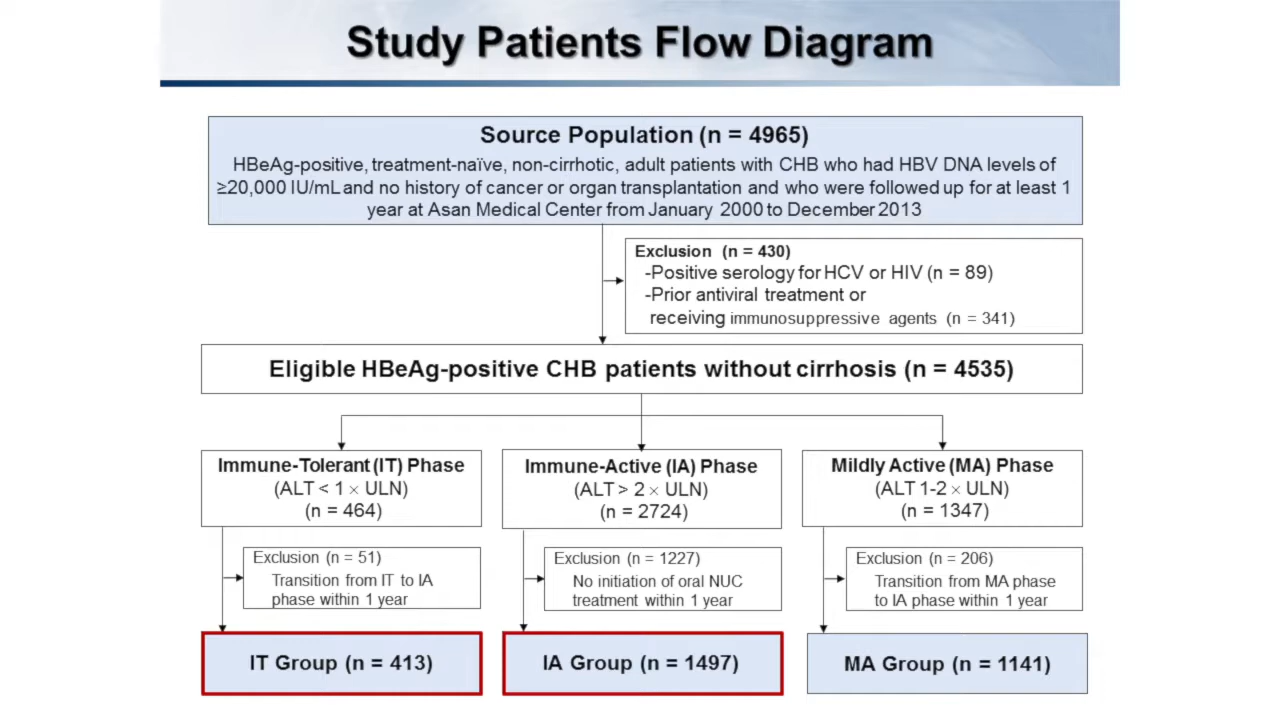 Study Patients Flow Diagram
Source Population (n = 4965)
HBeAg-positive, treatment-naïve, non-cirrhotic, adult patients with CHB who had HBV DNA levels of
≥20,000 IU/mL and no history of cancer or organ transplantation and who were followed up for at least 1
year at Asan Medical Center from January 2000 to December 2013
Exclusion (n = 430)
-Positive serology for HCV or HIV (n = 89)
-Prior antiviral treatment or
receiving immunosuppressive agents (n = 341)
Eligible HBeAg-positive CHB patients without cirrhosis (n = 4535)
Immune-Tolerant (IT) Phase
(ALT < 1 × ULN)
(n = 464)
Immune-Active (IA) Phase
(ALT > 2 × ULN)
(n = 2724)
Mildly Active (MA) Phase
(ALT 1-2 × ULN)
(n = 1347)
Exclusion (n = 51)
Transition from IT to IA
phase within 1 year
Exclusion (n = 1227)
No initiation of oral NUC
treatment within 1 year
Exclusion (n = 206)
Transition from MA phase
to IA phase within 1 year
IT Group (n = 413)
IA Group (n = 1497)
MA Group (n = 1141)